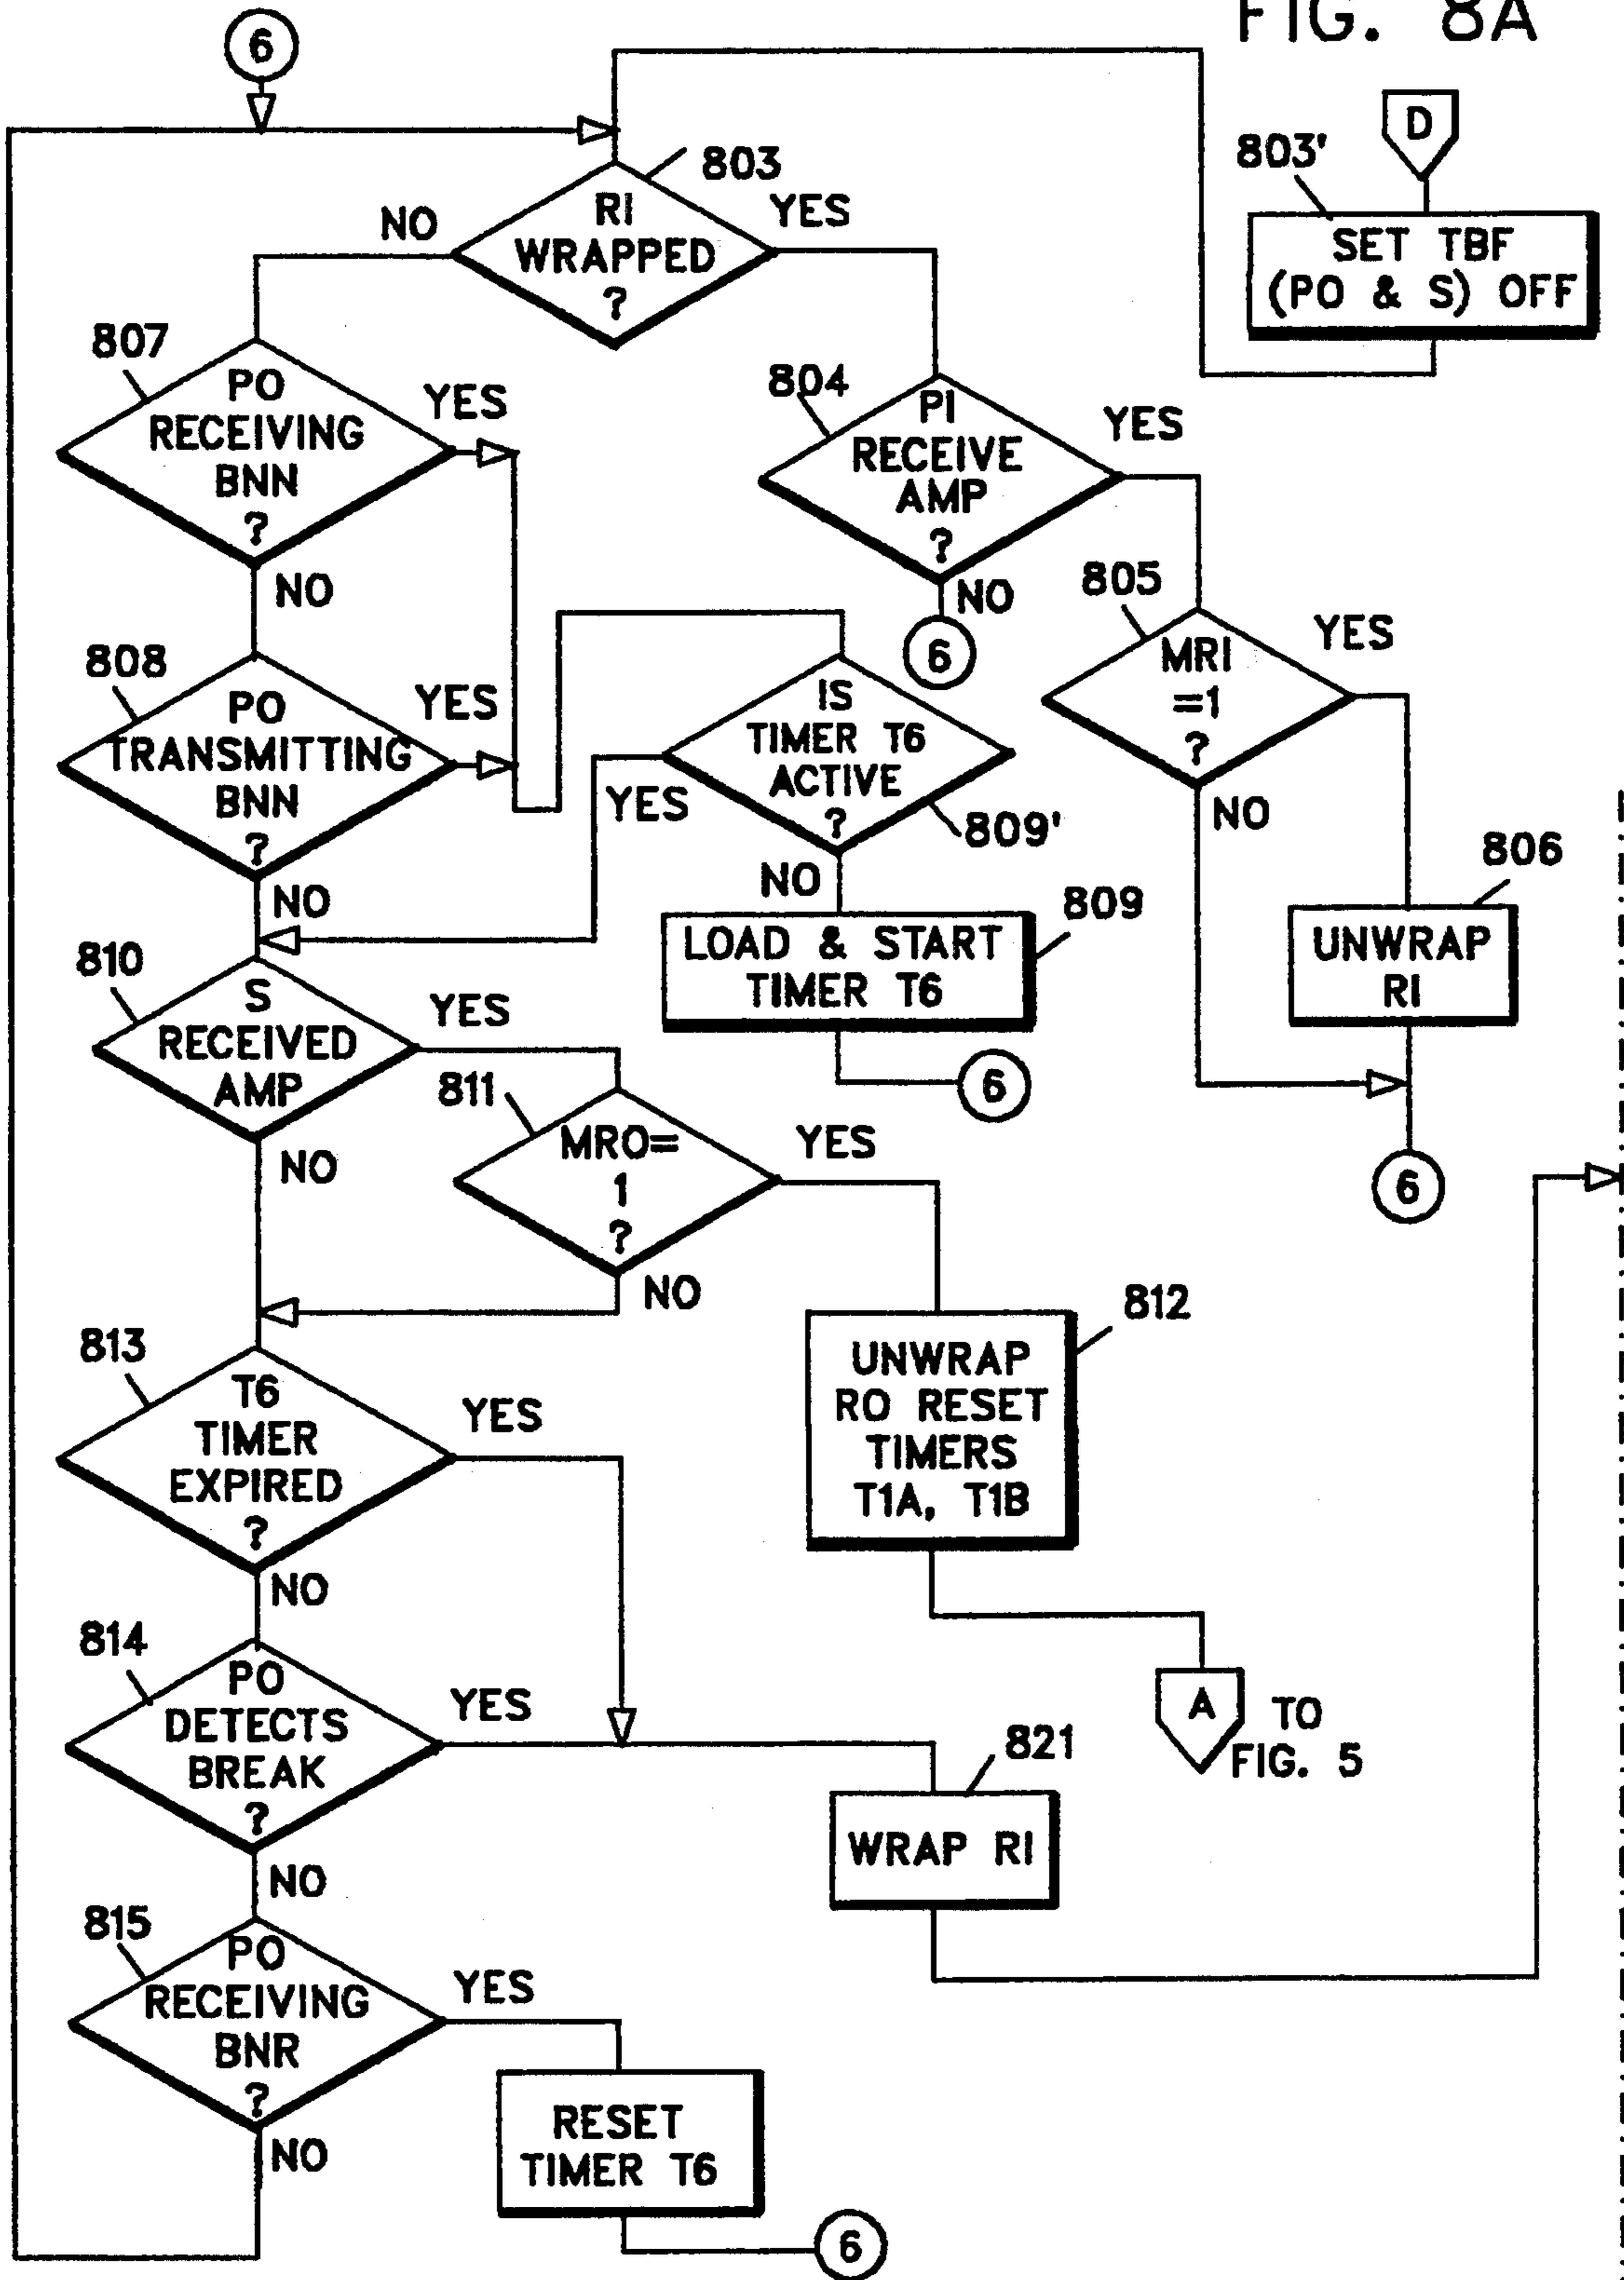 FIG. 8A
6
D
803'
SET TBF
(PO & S) OFF
803
RI
WRAPPED
?
NO
YES
807
PO
RECEIVING
BNN
?
YES
NO
804
PI
RECEIVE
AMP
?
YES
NO
6
805
MRI
=1
?
YES
NO
806
UNWRAP
RI
6
808
PO
TRANSMITTING
BNN
?
YES
NO
IS
TIMER T6
ACTIVE
?
809'
YES
NO
809
LOAD & START
TIMER T6
6
810
S
RECEIVED
AMP
YES
NO
811
MRO=
1
?
YES
NO
812
UNWRAP
RO RESET
TIMERS
T1A, T1B
A
TO
FIG. 5
813
T6
TIMER
EXPIRED
?
YES
NO
814
PO
DETECTS
BREAK
?
YES
NO
821
WRAP RI
815
PO
RECEIVING
BNR
?
YES
NO
RESET
TIMER T6
6